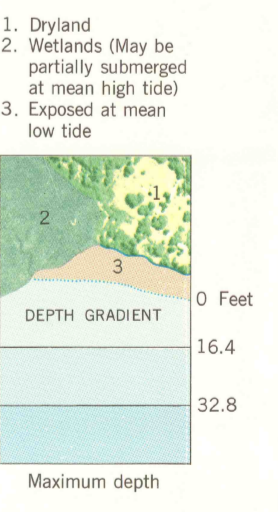 1. Dryland
2. Wetlands (May be
partially submerged
at mean high tide)
3. Exposed at mean
low tide
1
2
3
0 Feet
DEPTH GRADIENT
16.4
32.8
Maximum depth